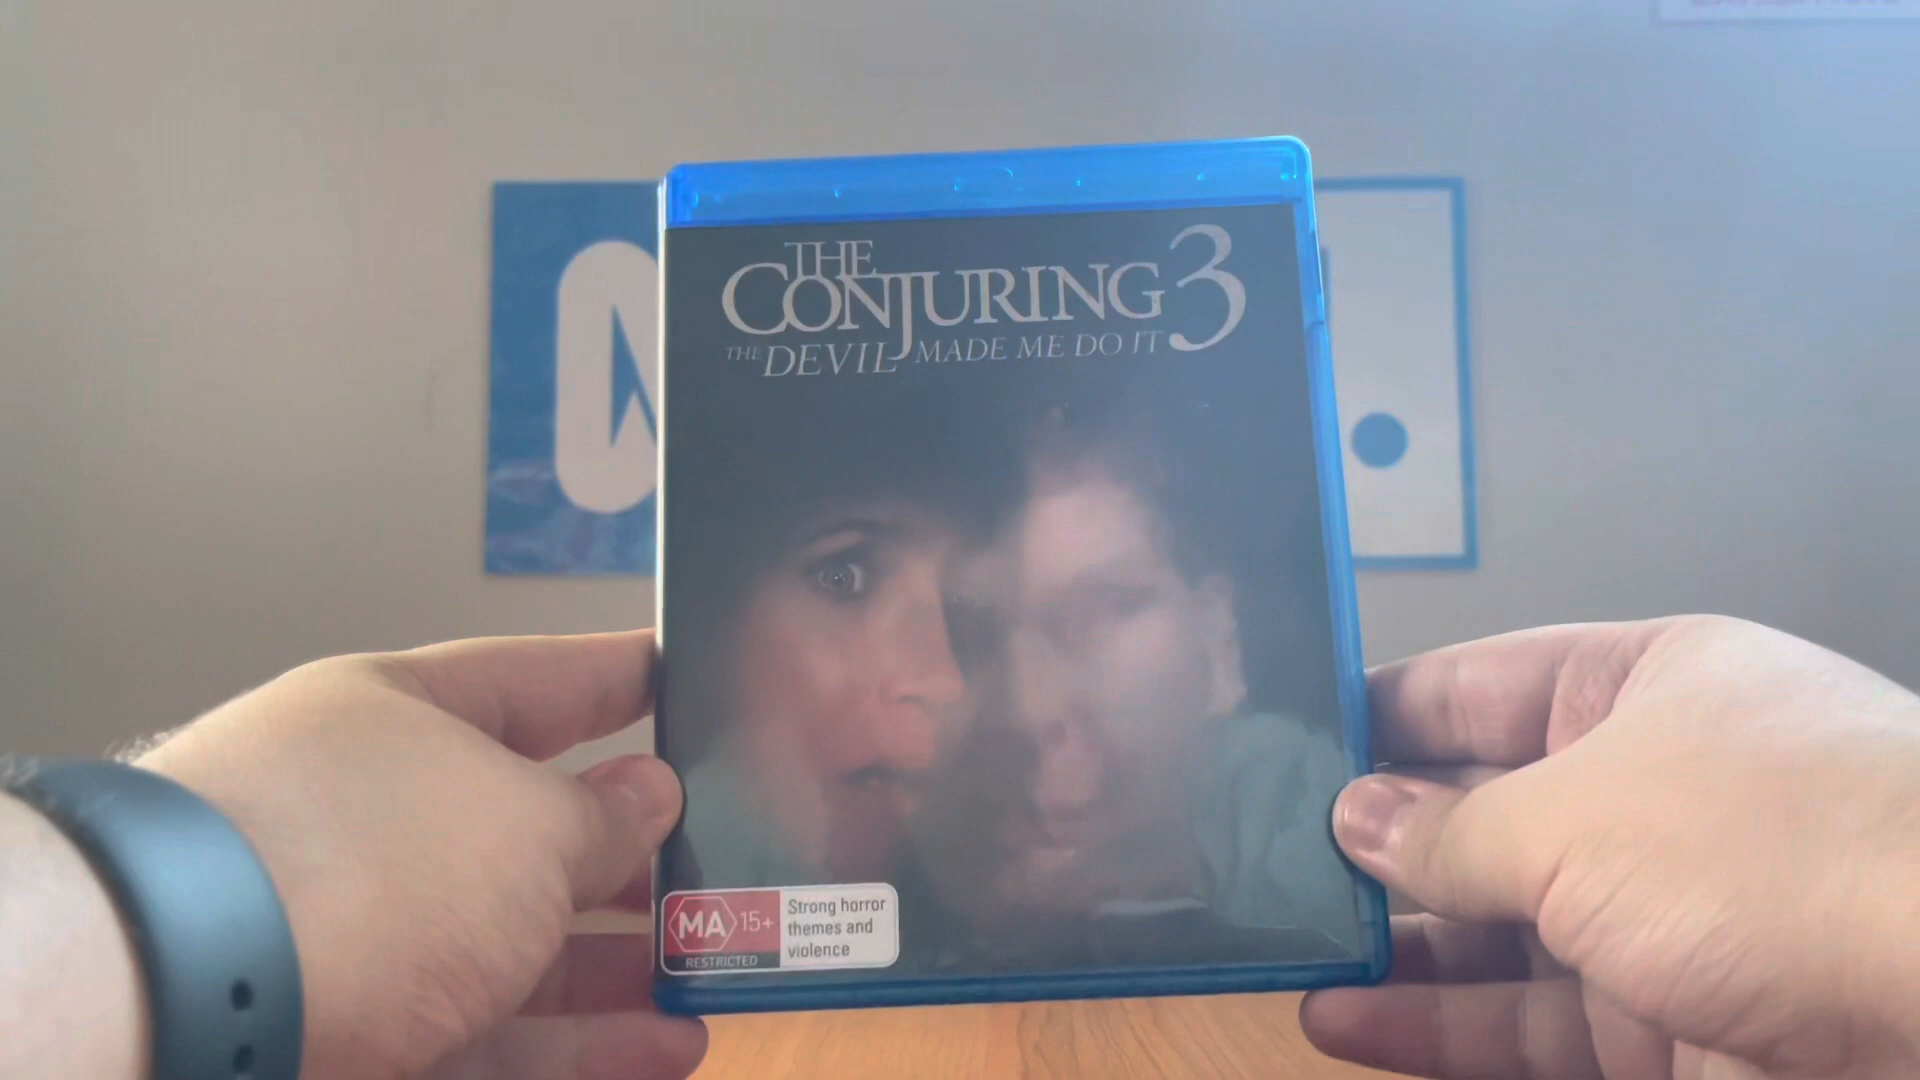 THE
CONJURING 3
THE DEVIL MADE ME DO IT
MA 15+
RESTRICTED
Strong horror
themes and
violence